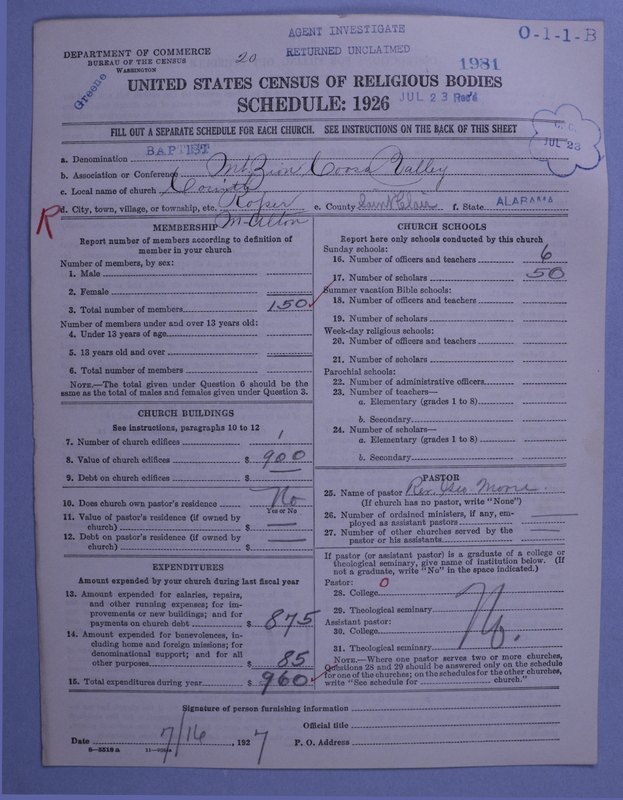 AGENT INVESTIGATE
O-1-1-B
DEPARTMENT OF COMMERCE
20
RETURNED UNCLAIMED
BUREAU OF THE CENSUS
WASHINGTON
1981
Greene
UNITED STATES CENSUS OF RELIGIOUS BODIES
SCHEDULE: 1926
JUL 23 Rec'd
FILL OUT A SEPARATE SCHEDULE FOR EACH CHURCH. SEE INSTRUCTIONS ON THE BACK OF THIS SHEET
JUL 23
a. Denomination BAPTIST
b. Association or Conference Mt. Zion Coosa Valley
c. Local name of church Corinth
R
d. City, town, village, or township, etc. Roper
e. County Saint Clair f. State ALABAMA
MEMBERSHIP
Report number of members according to definition of
member in your church
Number of members, by sex:
1. Male
2. Female
3. Total number of members 150
Number of members under and over 13 years old:
4. Under 13 years of age
5. 13 years old and over
6. Total number of members
NOTE.—The total given under Question 6 should be the
same as the total of males and females given under Question 3.
CHURCH BUILDINGS
See instructions, paragraphs 10 to 12
7. Number of church edifices 1
8. Value of church edifices $ 900
9. Debt on church edifices $ —
10. Does church own pastor's residence No
Yes or No
11. Value of pastor's residence (if owned by
church) $ —
12. Debt on pastor's residence (if owned by
church) $ —
EXPENDITURES
Amount expended by your church during last fiscal year
13. Amount expended for salaries, repairs,
and other running expenses; for im-
provements or new buildings; and for
payments on church debt $ 875
14. Amount expended for benevolences, in-
cluding home and foreign missions; for
denominational support; and for all
other purposes $ 85
15. Total expenditures during year $ 960
CHURCH SCHOOLS
Report here only schools conducted by this church
Sunday schools:
16. Number of officers and teachers 6
17. Number of scholars 50
Summer vacation Bible schools:
18. Number of officers and teachers
19. Number of scholars
Week-day religious schools:
20. Number of officers and teachers
21. Number of scholars
Parochial schools:
22. Number of administrative officers
23. Number of teachers—
a. Elementary (grades 1 to 8)
b. Secondary
24. Number of scholars—
a. Elementary (grades 1 to 8)
b. Secondary
PASTOR
25. Name of pastor Rev. Geo Moore
(If church has no pastor, write "None")
26. Number of ordained ministers, if any, em-
ployed as assistant pastors —
27. Number of other churches served by the
pastor or his assistants —
If pastor (or assistant pastor) is a graduate of a college or
theological seminary, give name of institution below. (If
not a graduate, write "No" in the space indicated.)
Pastor: 0
28. College
29. Theological seminary
Assistant pastor: No.
30. College
31. Theological seminary
NOTE.—Where one pastor serves two or more churches,
Questions 28 and 29 should be answered only on the schedule
for one of the churches; on the schedules for the other churches,
write "See schedule for church."
Signature of person furnishing information
Official title
Date 7/16, 1927 P. O. Address
8—5518a